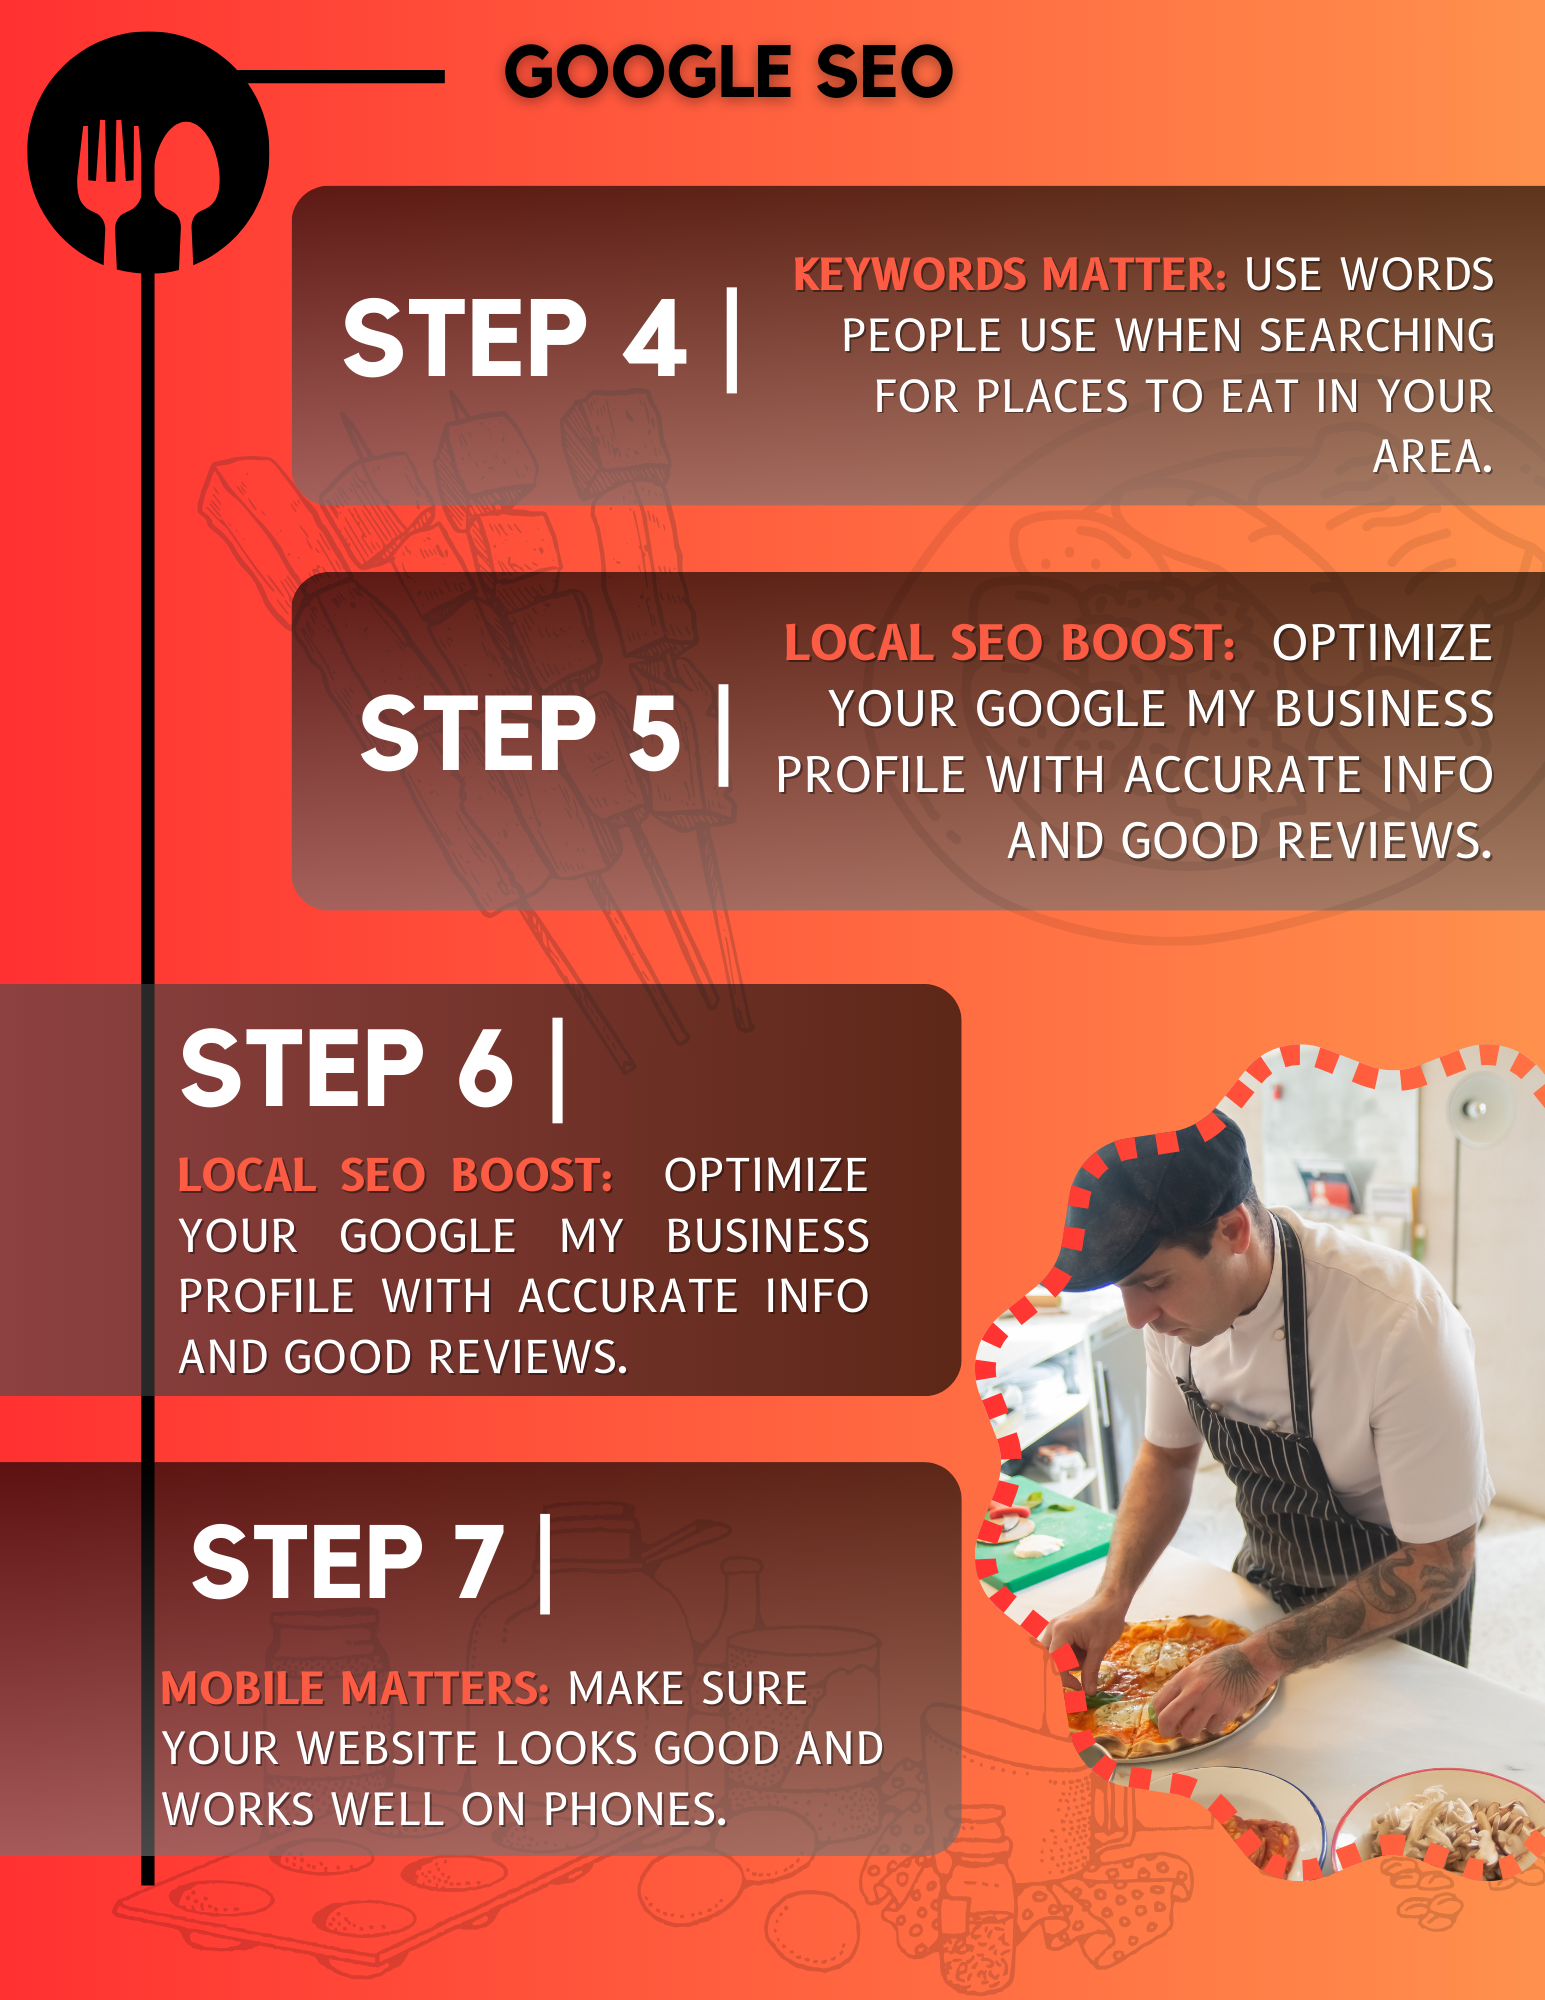 GOOGLE SEO
STEP 4 |
KEYWORDS MATTER: USE WORDS
PEOPLE USE WHEN SEARCHING
FOR PLACES TO EAT IN YOUR
AREA.
STEP 5 |
LOCAL SEO BOOST: OPTIMIZE
YOUR GOOGLE MY BUSINESS
PROFILE WITH ACCURATE INFO
AND GOOD REVIEWS.
STEP 6 |
LOCAL SEO BOOST: OPTIMIZE
YOUR GOOGLE MY BUSINESS
PROFILE WITH ACCURATE INFO
AND GOOD REVIEWS.
STEP 7 |
MOBILE MATTERS: MAKE SURE
YOUR WEBSITE LOOKS GOOD AND
WORKS WELL ON PHONES.